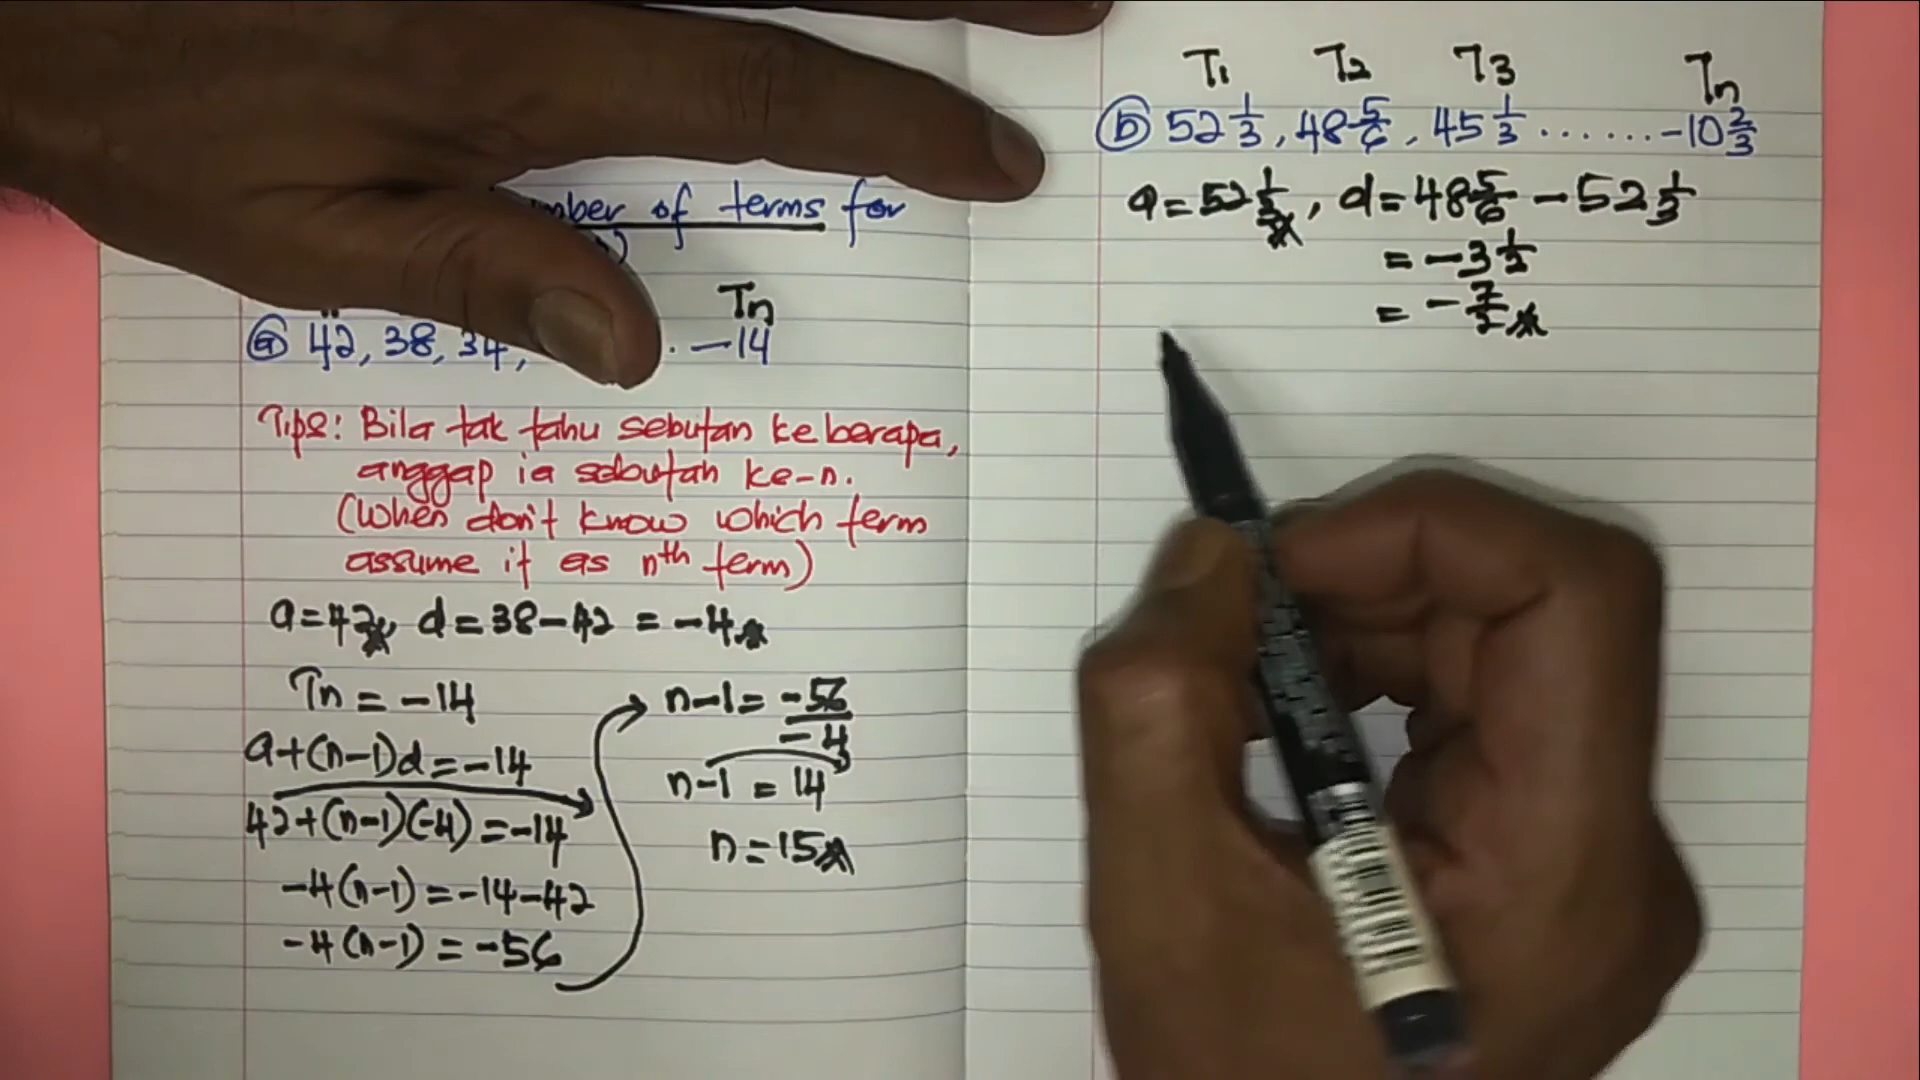 of terms for
Tn
ⓐ 42, 38, 34, . -14
Tips: Bila tak tahu sebutan keberapa,
anggap ia sebutan ke-n.
(When don't know which term
assume it as nth term)
a=42, d=38-42 = -4
Tn = -14
a+(n-1)d=-14
42+(n-1)(-4)=-14
-4(n-1)=-14-42
-4(n-1)=-56
n-1=-56/-4
n-1=14
n=15
T1 T2 T3 Tn
ⓑ 52 1/3, 48 5/6, 45 1/3 ....... -10 2/3
a=52 1/3, d=48 5/6 - 52 1/3
= -3 1/2
= -7/2